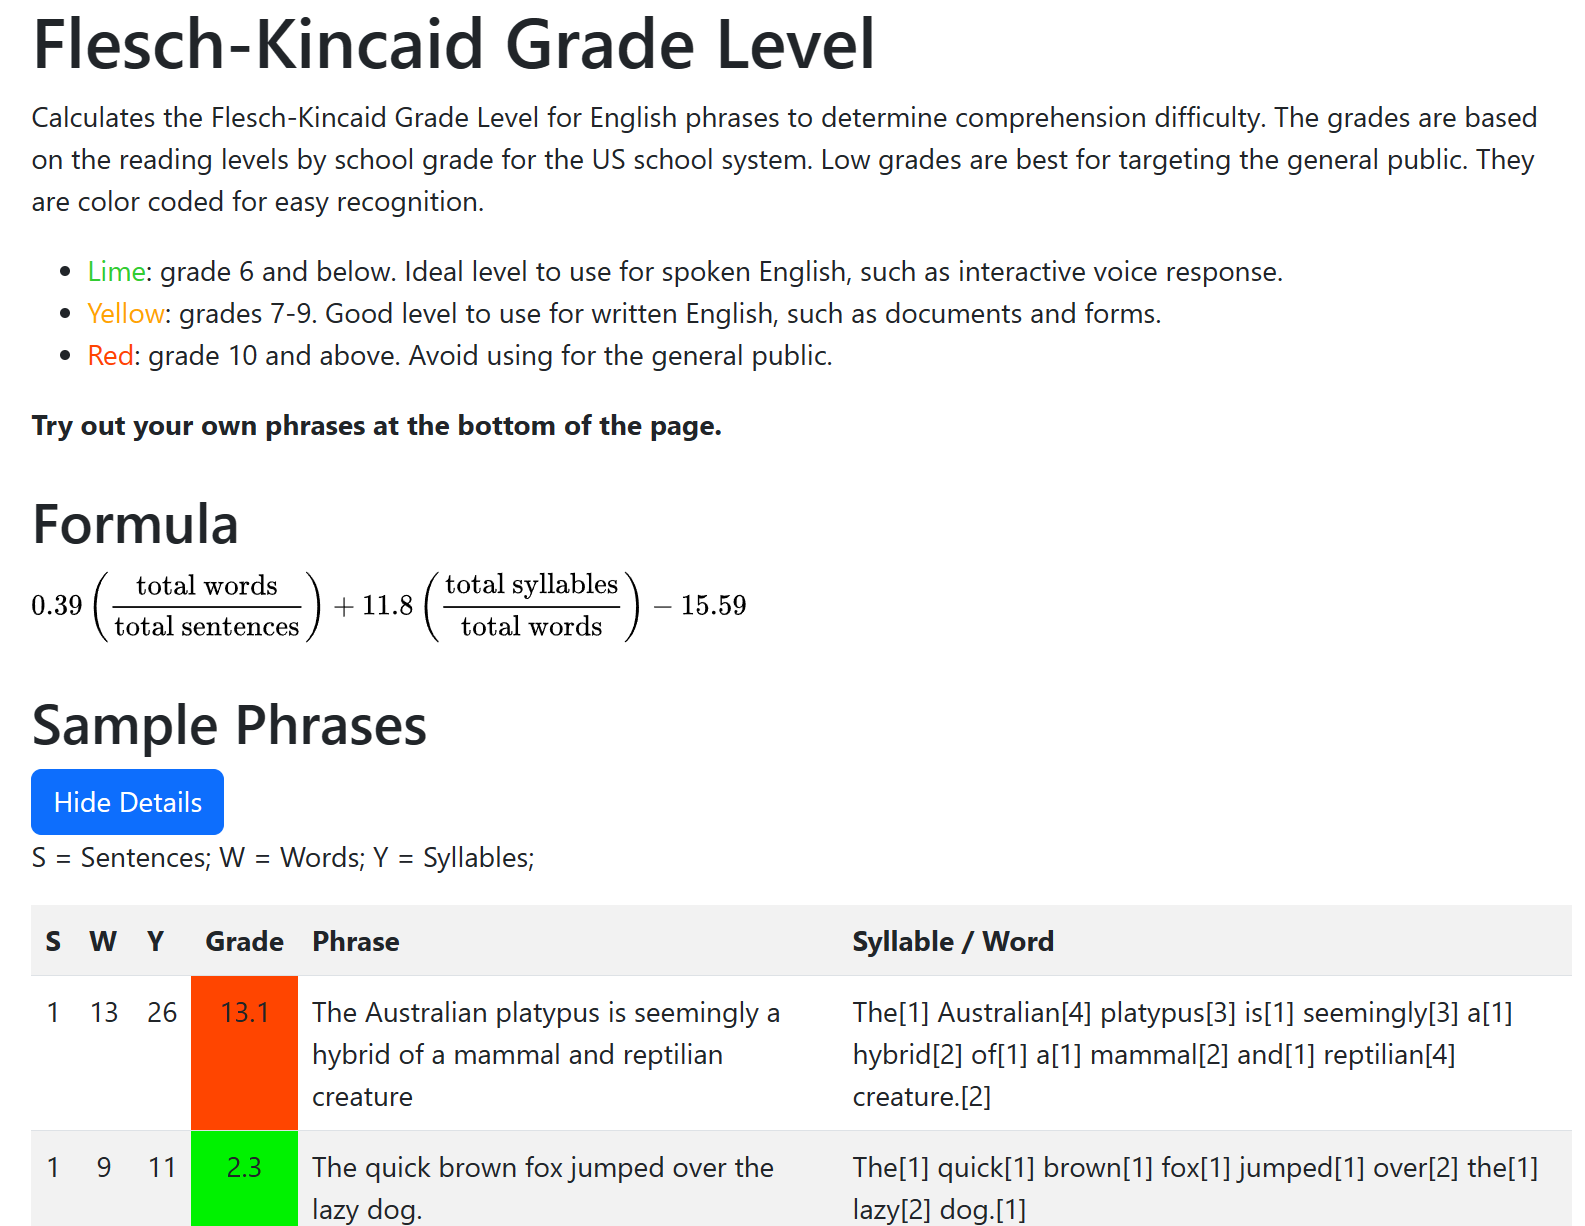 Flesch-Kincaid Grade Level
Calculates the Flesch-Kincaid Grade Level for English phrases to determine comprehension difficulty. The grades are based
on the reading levels by school grade for the US school system. Low grades are best for targeting the general public. They
are color coded for easy recognition.
• Lime: grade 6 and below. Ideal level to use for spoken English, such as interactive voice response.
• Yellow: grades 7-9. Good level to use for written English, such as documents and forms.
• Red: grade 10 and above. Avoid using for the general public.
Try out your own phrases at the bottom of the page.
Formula
0.39 (total words / total sentences) + 11.8 (total syllables / total words) − 15.59
Sample Phrases
Hide Details
S = Sentences; W = Words; Y = Syllables;
S W Y Grade Phrase Syllable / Word
1 13 26 13.1 The Australian platypus is seemingly a The[1] Australian[4] platypus[3] is[1] seemingly[3] a[1]
hybrid of a mammal and reptilian hybrid[2] of[1] a[1] mammal[2] and[1] reptilian[4]
creature creature.[2]
1 9 11 2.3 The quick brown fox jumped over the The[1] quick[1] brown[1] fox[1] jumped[1] over[2] the[1]
lazy dog. lazy[2] dog.[1]